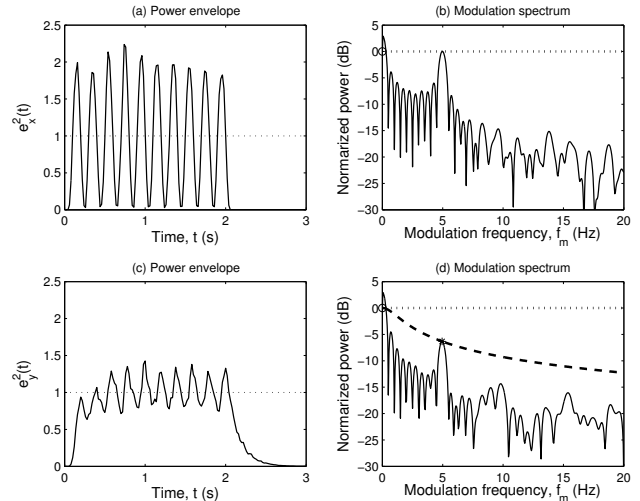 (a) Power envelope
2.5
2
1.5
1
0.5
0
e²ₓ(t)
0 1 2 3
Time, t (s)
(b) Modulation spectrum
5
0
−5
−10
−15
−20
−25
−30
Normarized power (dB)
0 5 10 15 20
Modulation frequency, fₘ (Hz)
(c) Power envelope
2.5
2
1.5
1
0.5
0
e²ᵧ(t)
0 1 2 3
Time, t (s)
(d) Modulation spectrum
5
0
−5
−10
−15
−20
−25
−30
Normarized power (dB)
0 5 10 15 20
Modulation frequency, fₘ (Hz)